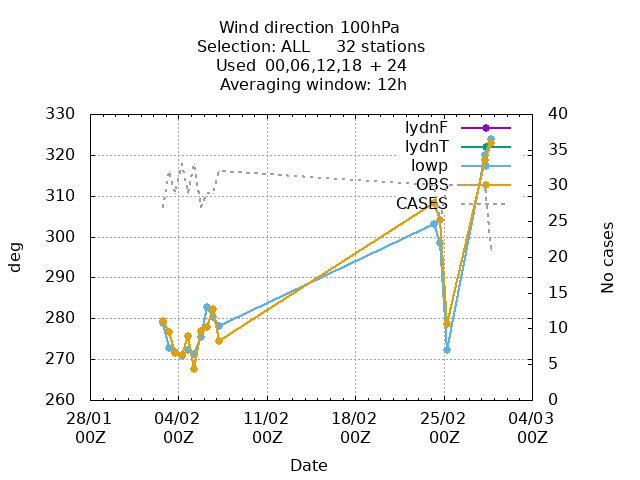 Wind direction 100hPa
Selection: ALL 32 stations
Used 00,06,12,18 + 24
Averaging window: 12h
330
320
310
300
290
280
270
260
40
35
30
25
20
15
10
5
0
deg
No cases
lydnF
lydnT
lowp
OBS
CASES
28/01 04/02 11/02 18/02 25/02 04/03
00Z 00Z 00Z 00Z 00Z 00Z
Date